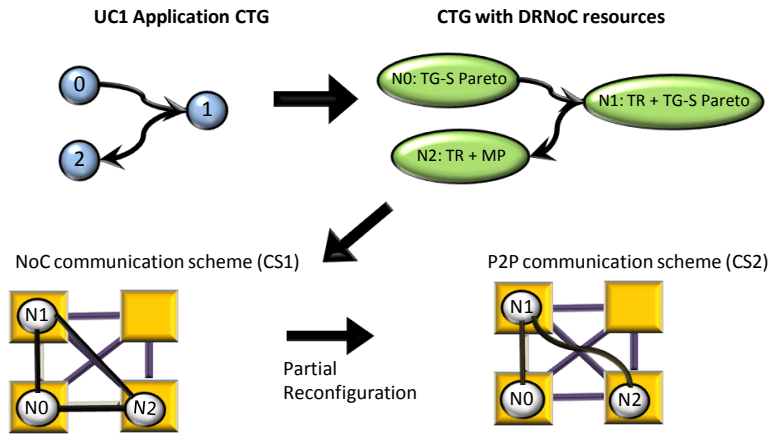 UC1 Application CTG
CTG with DRNoC resources
0
1
2
N0: TG-S Pareto
N1: TR + TG-S Pareto
N2: TR + MP
NoC communication scheme (CS1)
P2P communication scheme (CS2)
N1
N0
N2
Partial
Reconfiguration
N1
N0
N2